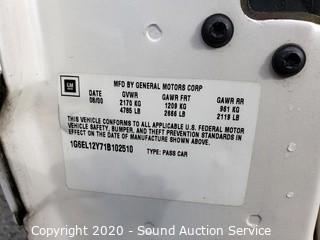 GM
MFD BY GENERAL MOTORS CORP
DATE GVWR GAWR FRT GAWR RR
08/00 2170 KG 1209 KG 961 KG
4785 LB 2666 LB 2119 LB
THIS VEHICLE CONFORMS TO ALL APPLICABLE U.S. FEDERAL MOTOR
VEHICLE SAFETY, BUMPER, AND THEFT PREVENTION STANDARDS IN
EFFECT ON THE DATE OF MANUFACTURE SHOWN ABOVE.
1G6EL12Y71B102510 TYPE: PASS CAR
Copyright © 2020 - Sound Auction Service